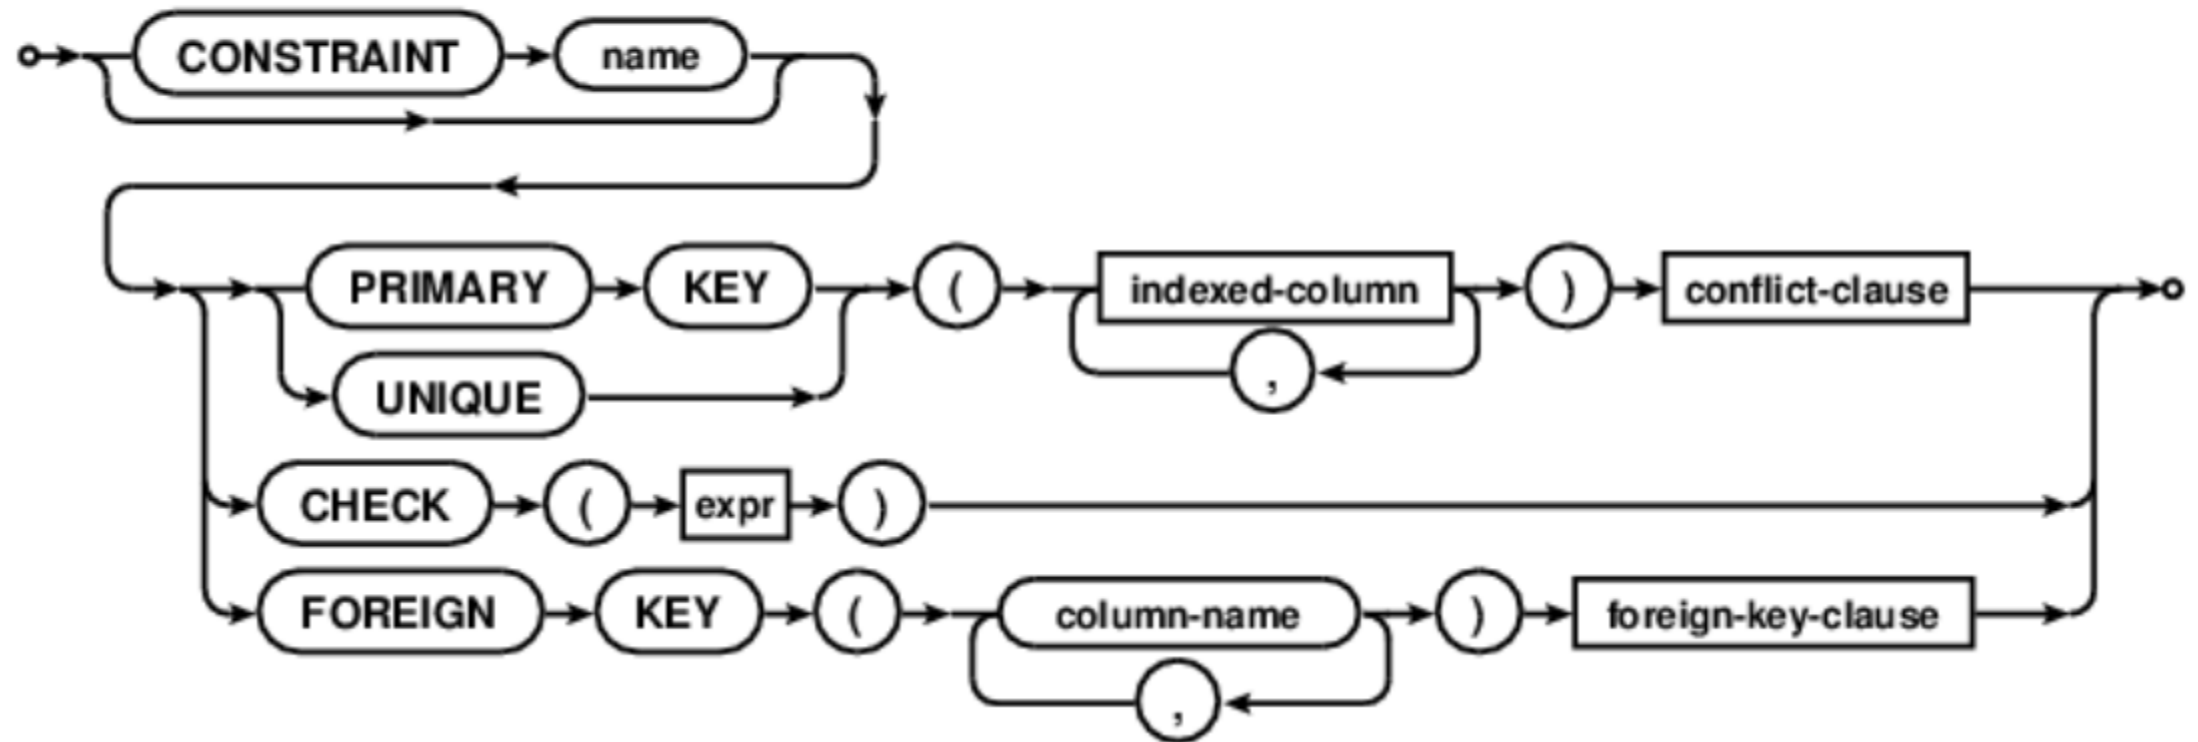 CONSTRAINT name
PRIMARY KEY ( indexed-column ) conflict-clause
,
UNIQUE
CHECK ( expr )
FOREIGN KEY ( column-name ) foreign-key-clause
,